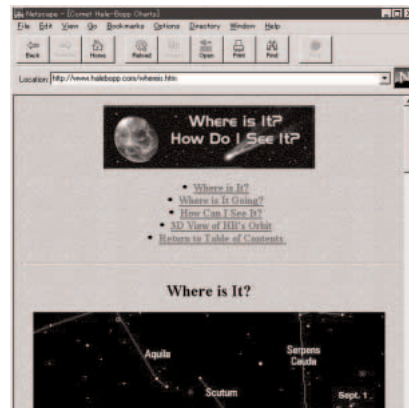 Netscape - [Comet Hale-Bopp Charts]
File Edit View Go Bookmarks Options Directory Window Help
Back Home Reload Open Print Find
Location: http://www.halebopp.com/whereis.htm
N
Where is It?
How Do I See It?
• Where is It?
• Where is It Going?
• How Can I See It?
• 3D View of HB's Orbit
• Return to Table of Contents
Where is It?
Aquila
Serpens
Cauda
Scutum
Sept. 1